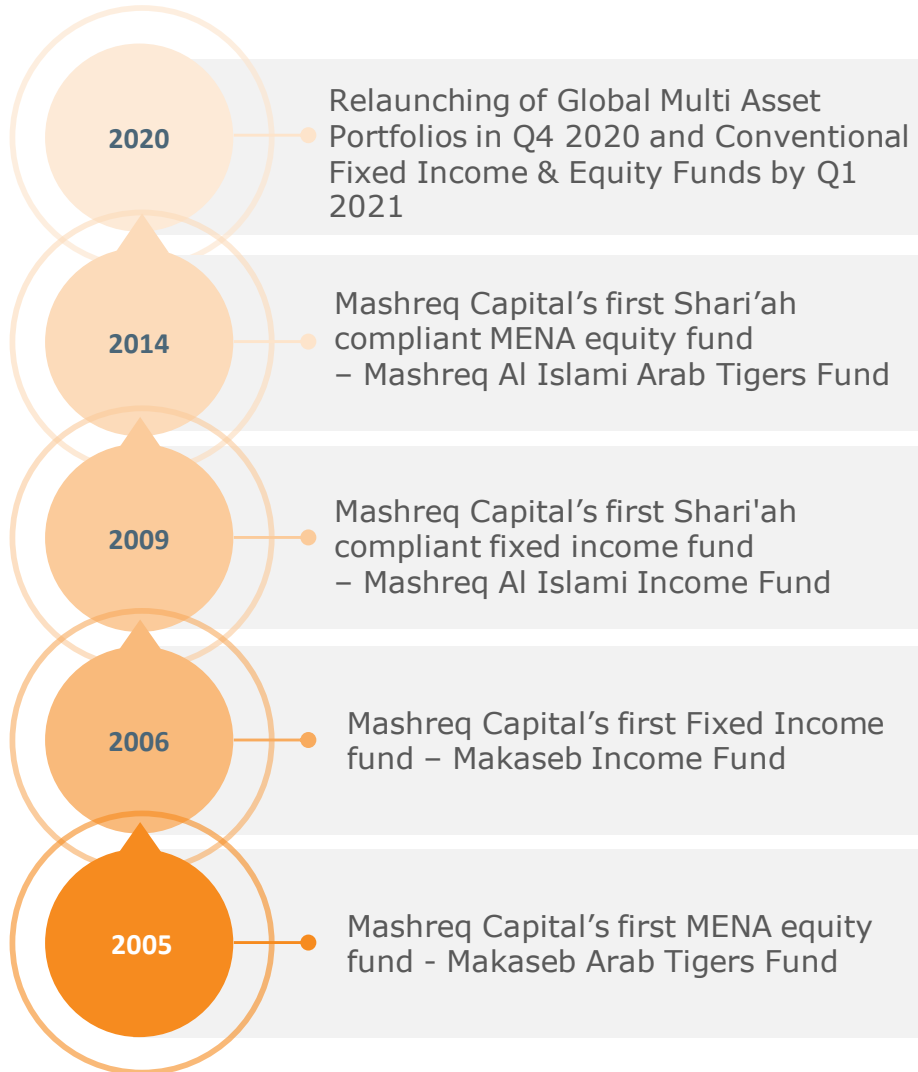 2020
Relaunching of Global Multi Asset
Portfolios in Q4 2020 and Conventional
Fixed Income & Equity Funds by Q1
2021
2014
Mashreq Capital’s first Shari’ah
compliant MENA equity fund
– Mashreq Al Islami Arab Tigers Fund
2009
Mashreq Capital’s first Shari'ah
compliant fixed income fund
– Mashreq Al Islami Income Fund
2006
Mashreq Capital’s first Fixed Income
fund – Makaseb Income Fund
2005
Mashreq Capital’s first MENA equity
fund - Makaseb Arab Tigers Fund